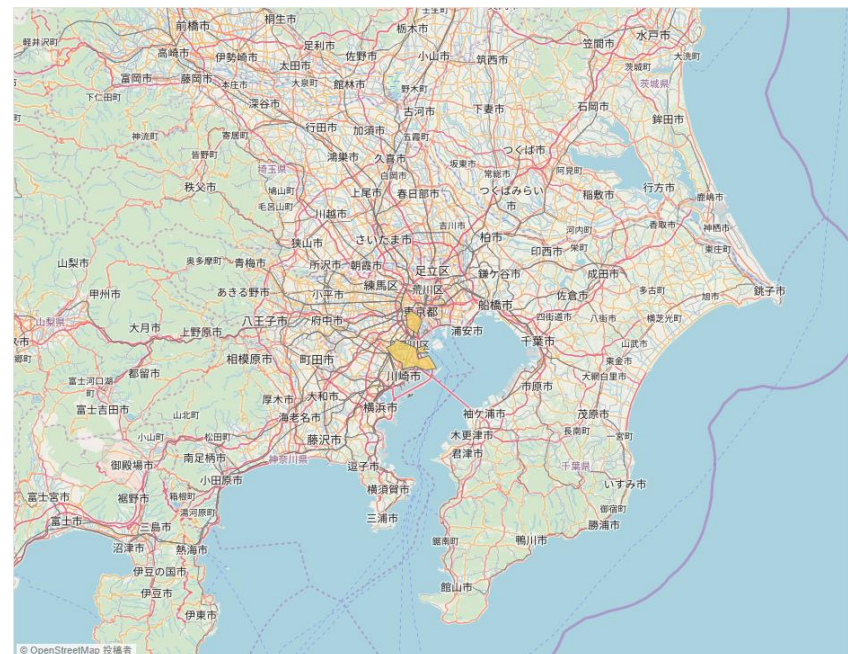 壬生町
桐生市
栃木市
前橋市
水戸市
笠間市
足利市
軽井沢町
伊勢崎市
佐野市
小山市
筑西市
高崎市
大洗町
太田市
茨城町
富岡市
藤岡市
本庄市
大泉町
館林市
茨城県
野木町
下仁田町
深谷市
古河市
下妻市
石岡市
鉾田市
行田市
加須市
五霞町
神流町
寄居町
つくば市
鴻巣市
久喜市
坂東市
皆野町
常総市
阿見町
埼玉県
白岡市
秩父市
鳩山町
上尾市
春日部市
つくばみらい
市
稲敷市
行方市
鹿嶋市
毛呂山町
川越市
吉川市
河内町
香取市
神栖市
狭山市
さいたま市
柏市
栄町
印西市
東庄町
山梨市
奥多摩町
青梅市
所沢市
朝霞市
足立区
鎌ケ谷市
成田市
甲州市
あきる野市
小平市
練馬区
荒川区
多古町
旭市
銚子市
佐倉市
船橋市
山梨県
大月市
上野原市
八王子市
府中市
東京都
四街道市
八街市
横芝光町
浦安市
千葉市
山武市
都留市
相模原市
町田市
川区
東金市
富士河口湖
町
川崎市
大網白里市
市原市
富士吉田市
厚木市
大和市
山北町
海老名市
横浜市
袖ケ浦市
茂原市
小山町
松田町
藤沢市
木更津市
長南町
一宮町
御殿場市
南足柄市
神奈川県
逗子市
君津市
千葉県
小田原市
富士宮市
裾野市
箱根町
横須賀市
いすみ市
湯河原町
御宿町
富士市
三島市
三浦市
勝浦市
沼津市
熱海市
鋸南町
鴨川市
伊豆の国市
館山市
伊豆市
伊東市
© OpenStreetMap 投稿者